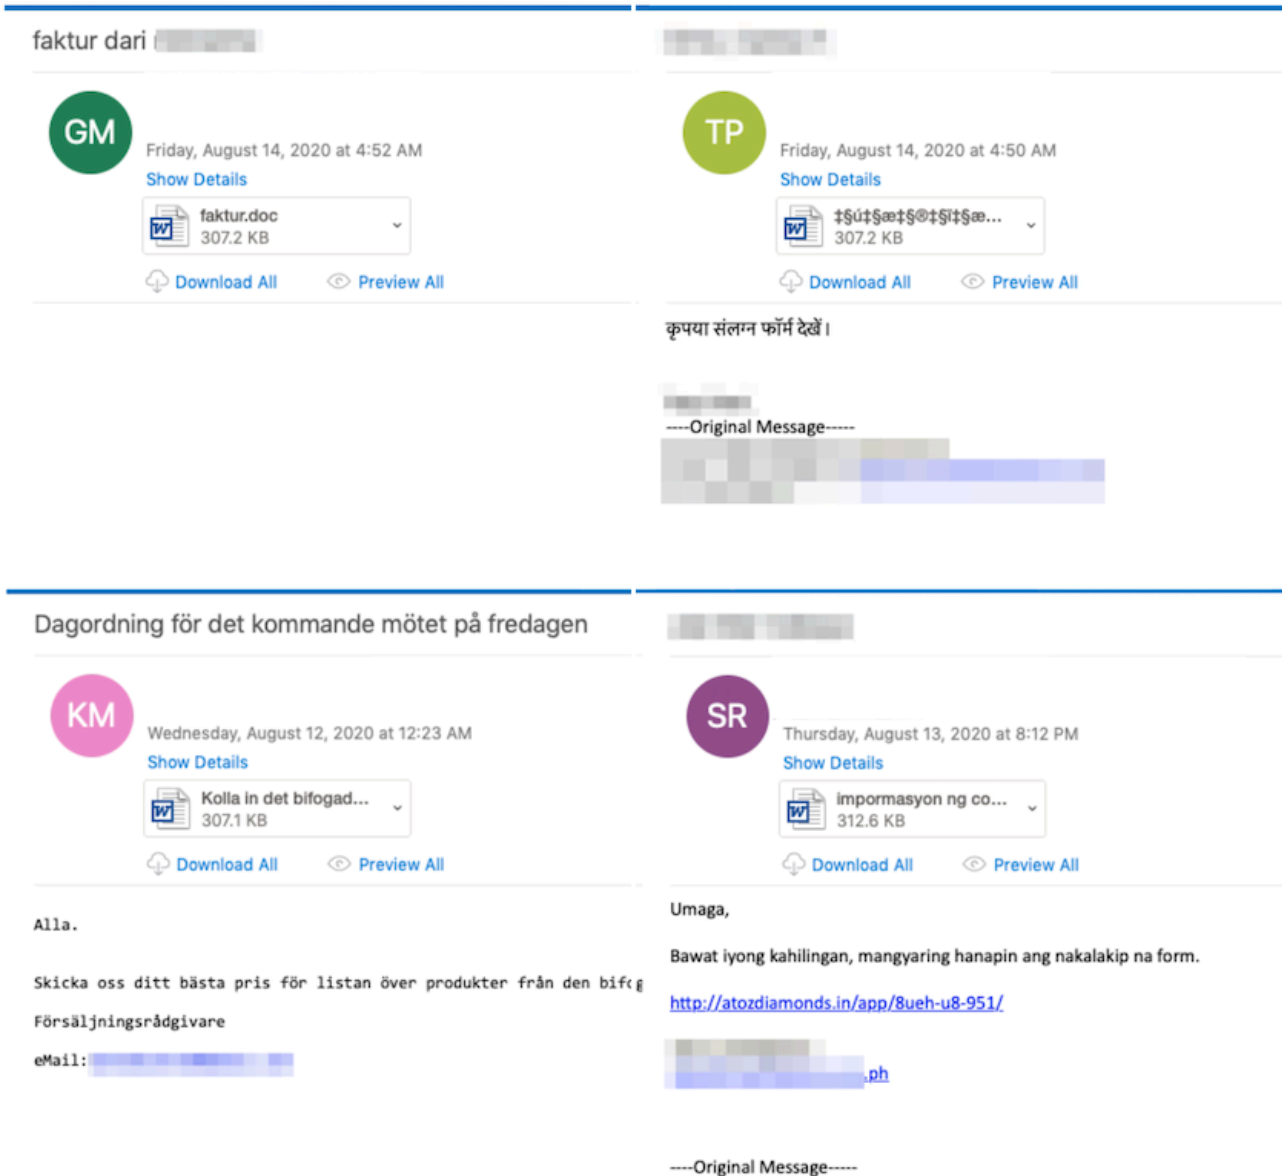 faktur dari
GM
Friday, August 14, 2020 at 4:52 AM
Show Details
faktur.doc
307.2 KB
Download All Preview All
TP
Friday, August 14, 2020 at 4:50 AM
Show Details
‡§ú‡§æ‡§®‡§ï‡§æ...
307.2 KB
Download All Preview All
कृपया संलग्न फॉर्म देखें।
----Original Message-----
Dagordning för det kommande mötet på fredagen
KM
Wednesday, August 12, 2020 at 12:23 AM
Show Details
Kolla in det bifogad...
307.1 KB
Download All Preview All
Alla.
Skicka oss ditt bästa pris för listan över produkter från den bifog
Försäljningsrådgivare
eMail:
SR
Thursday, August 13, 2020 at 8:12 PM
Show Details
impormasyon ng co...
312.6 KB
Download All Preview All
Umaga,
Bawat iyong kahilingan, mangyaring hanapin ang nakalakip na form.
http://atozdiamonds.in/app/8ueh-u8-951/
.ph
----Original Message-----